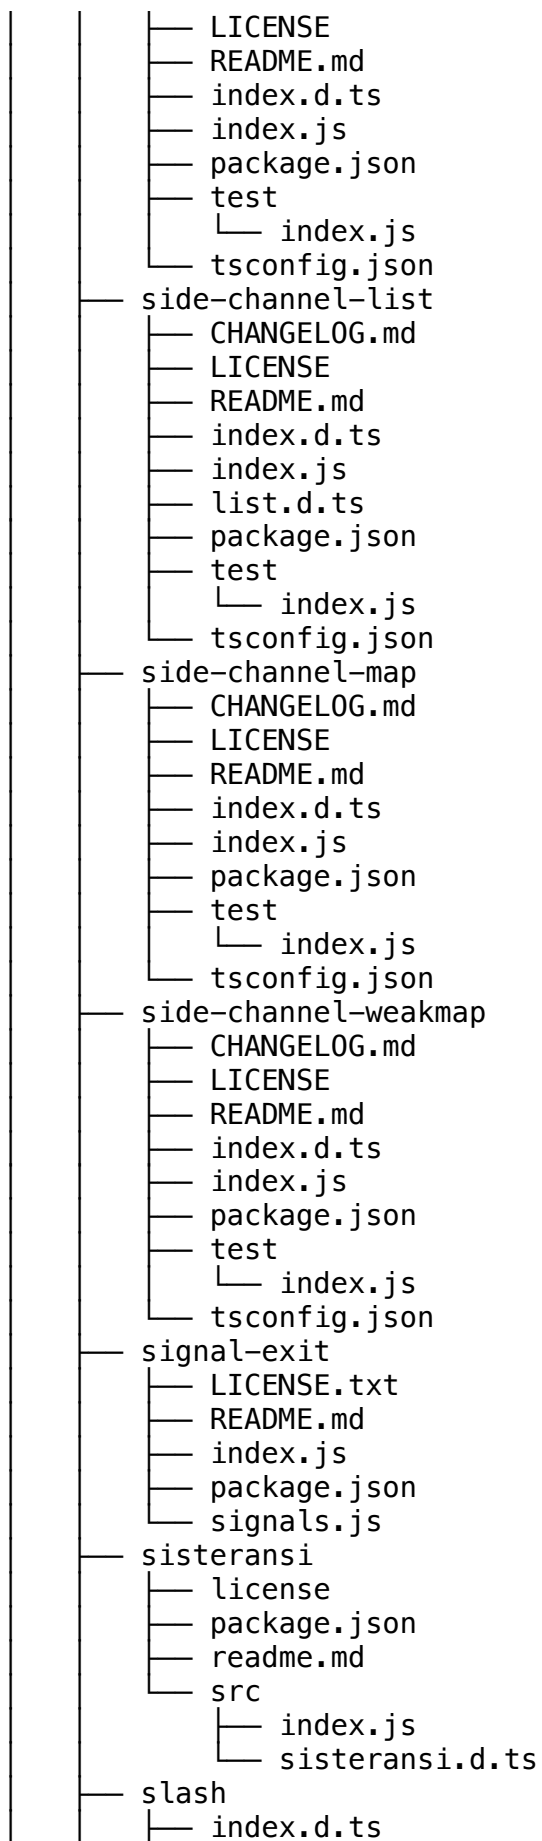 │   │   ├── LICENSE
│   │   ├── README.md
│   │   ├── index.d.ts
│   │   ├── index.js
│   │   ├── package.json
│   │   ├── test
│   │   │   └── index.js
│   │   └── tsconfig.json
│   ├── side-channel-list
│   │   ├── CHANGELOG.md
│   │   ├── LICENSE
│   │   ├── README.md
│   │   ├── index.d.ts
│   │   ├── index.js
│   │   ├── list.d.ts
│   │   ├── package.json
│   │   ├── test
│   │   │   └── index.js
│   │   └── tsconfig.json
│   ├── side-channel-map
│   │   ├── CHANGELOG.md
│   │   ├── LICENSE
│   │   ├── README.md
│   │   ├── index.d.ts
│   │   ├── index.js
│   │   ├── package.json
│   │   ├── test
│   │   │   └── index.js
│   │   └── tsconfig.json
│   ├── side-channel-weakmap
│   │   ├── CHANGELOG.md
│   │   ├── LICENSE
│   │   ├── README.md
│   │   ├── index.d.ts
│   │   ├── index.js
│   │   ├── package.json
│   │   ├── test
│   │   │   └── index.js
│   │   └── tsconfig.json
│   ├── signal-exit
│   │   ├── LICENSE.txt
│   │   ├── README.md
│   │   ├── index.js
│   │   ├── package.json
│   │   └── signals.js
│   ├── sisteransi
│   │   ├── license
│   │   ├── package.json
│   │   ├── readme.md
│   │   └── src
│   │       ├── index.js
│   │       └── sisteransi.d.ts
│   ├── slash
│   │   ├── index.d.ts